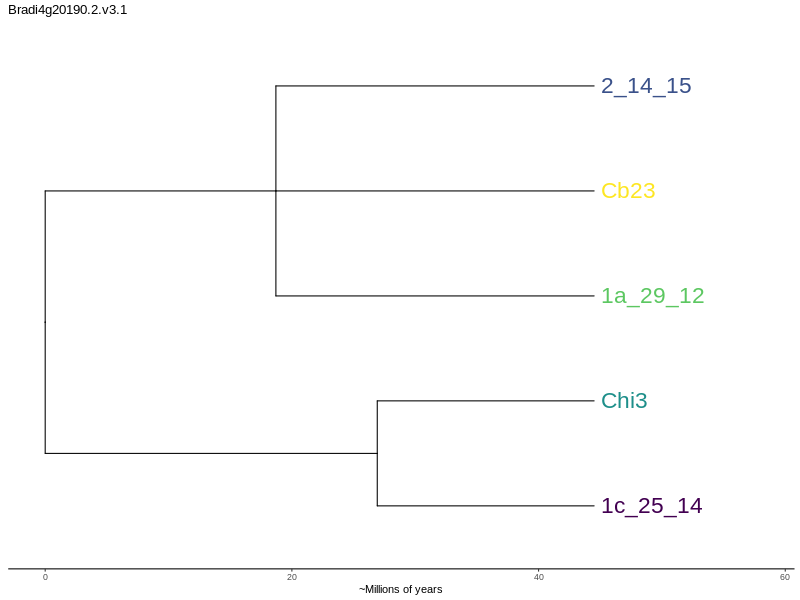 Bradi4g20190.2.v3.1
2_14_15
Cb23
1a_29_12
Chi3
1c_25_14
0 20 40 60
~Millions of years